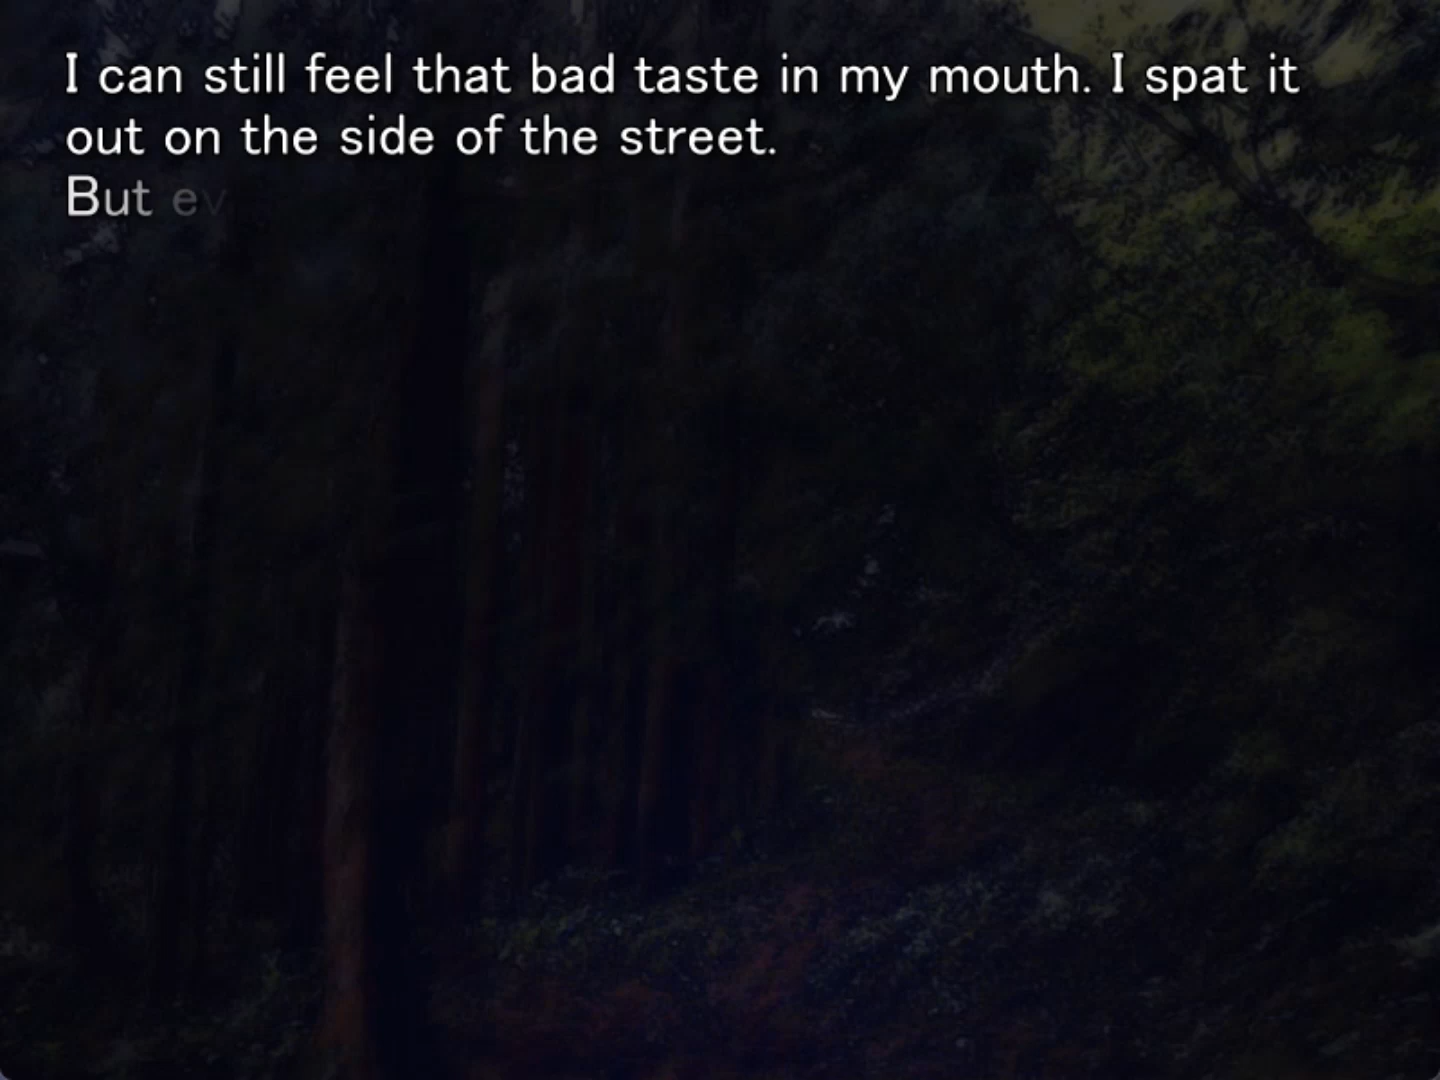 I can still feel that bad taste in my mouth. I spat it
out on the side of the street.
But ev